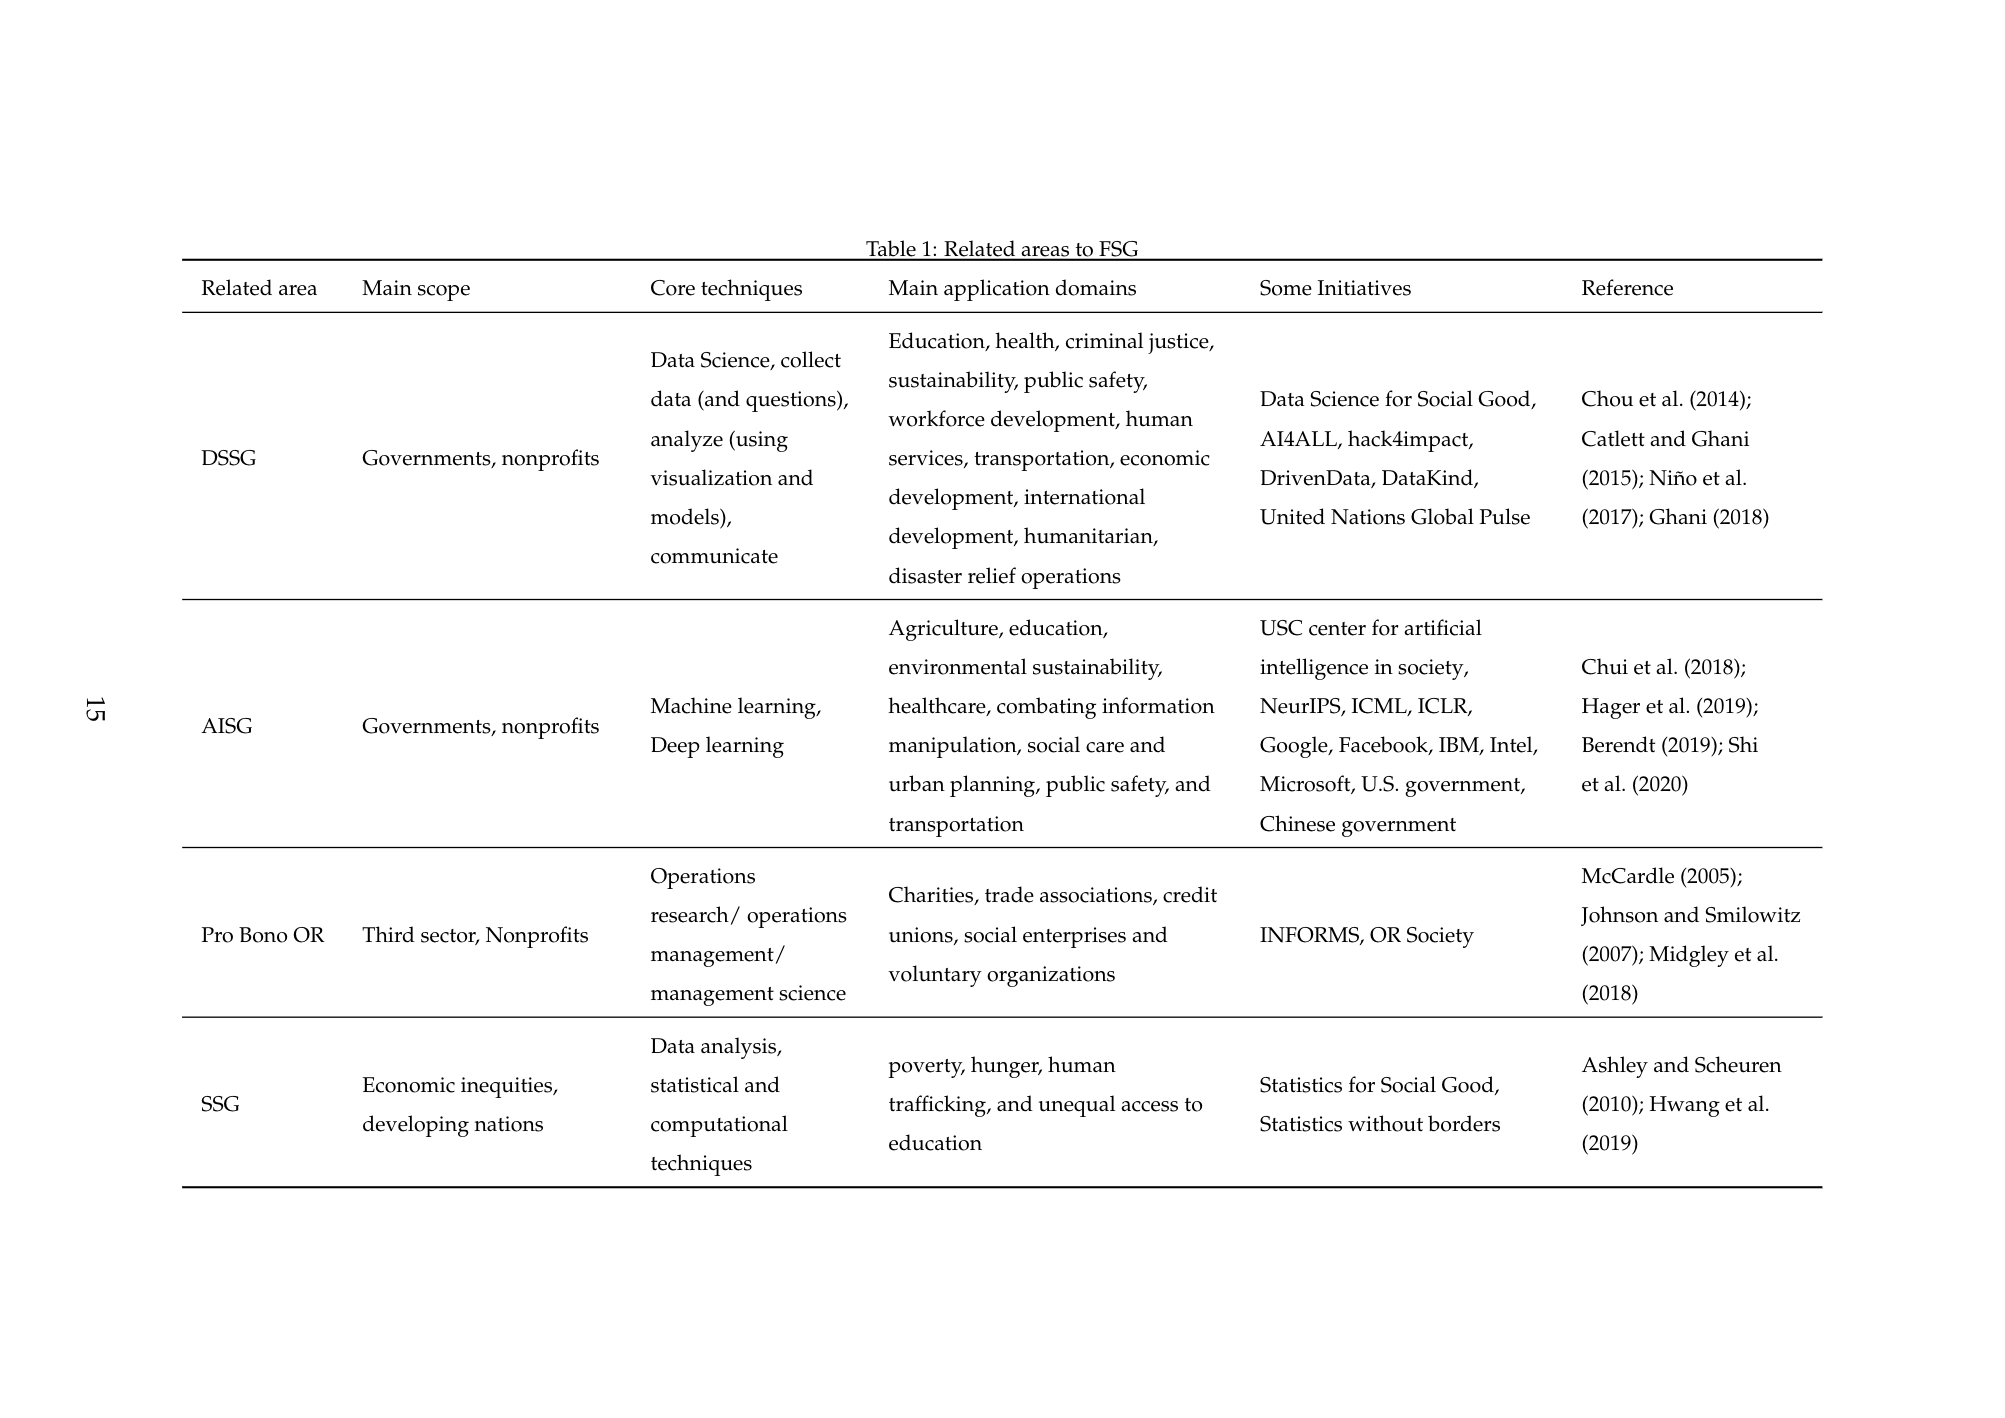 Table 1: Related areas to FSG
Related area Main scope Core techniques Main application domains Some Initiatives Reference
DSSG
Governments, nonprofits
Data Science, collect
data (and questions),
analyze (using
visualization and
models),
communicate
Education, health, criminal justice,
sustainability, public safety,
workforce development, human
services, transportation, economic
development, international
development, humanitarian,
disaster relief operations
Data Science for Social Good,
AI4ALL, hack4impact,
DrivenData, DataKind,
United Nations Global Pulse
Chou et al. (2014);
Catlett and Ghani
(2015); Niño et al.
(2017); Ghani (2018)
AISG
Governments, nonprofits
Machine learning,
Deep learning
Agriculture, education,
environmental sustainability,
healthcare, combating information
manipulation, social care and
urban planning, public safety, and
transportation
USC center for artificial
intelligence in society,
NeurIPS, ICML, ICLR,
Google, Facebook, IBM, Intel,
Microsoft, U.S. government,
Chinese government
Chui et al. (2018);
Hager et al. (2019);
Berendt (2019); Shi
et al. (2020)
Pro Bono OR
Third sector, Nonprofits
Operations
research/ operations
management/
management science
Charities, trade associations, credit
unions, social enterprises and
voluntary organizations
INFORMS, OR Society
McCardle (2005);
Johnson and Smilowitz
(2007); Midgley et al.
(2018)
SSG
Economic inequities,
developing nations
Data analysis,
statistical and
computational
techniques
poverty, hunger, human
trafficking, and unequal access to
education
Statistics for Social Good,
Statistics without borders
Ashley and Scheuren
(2010); Hwang et al.
(2019)
15